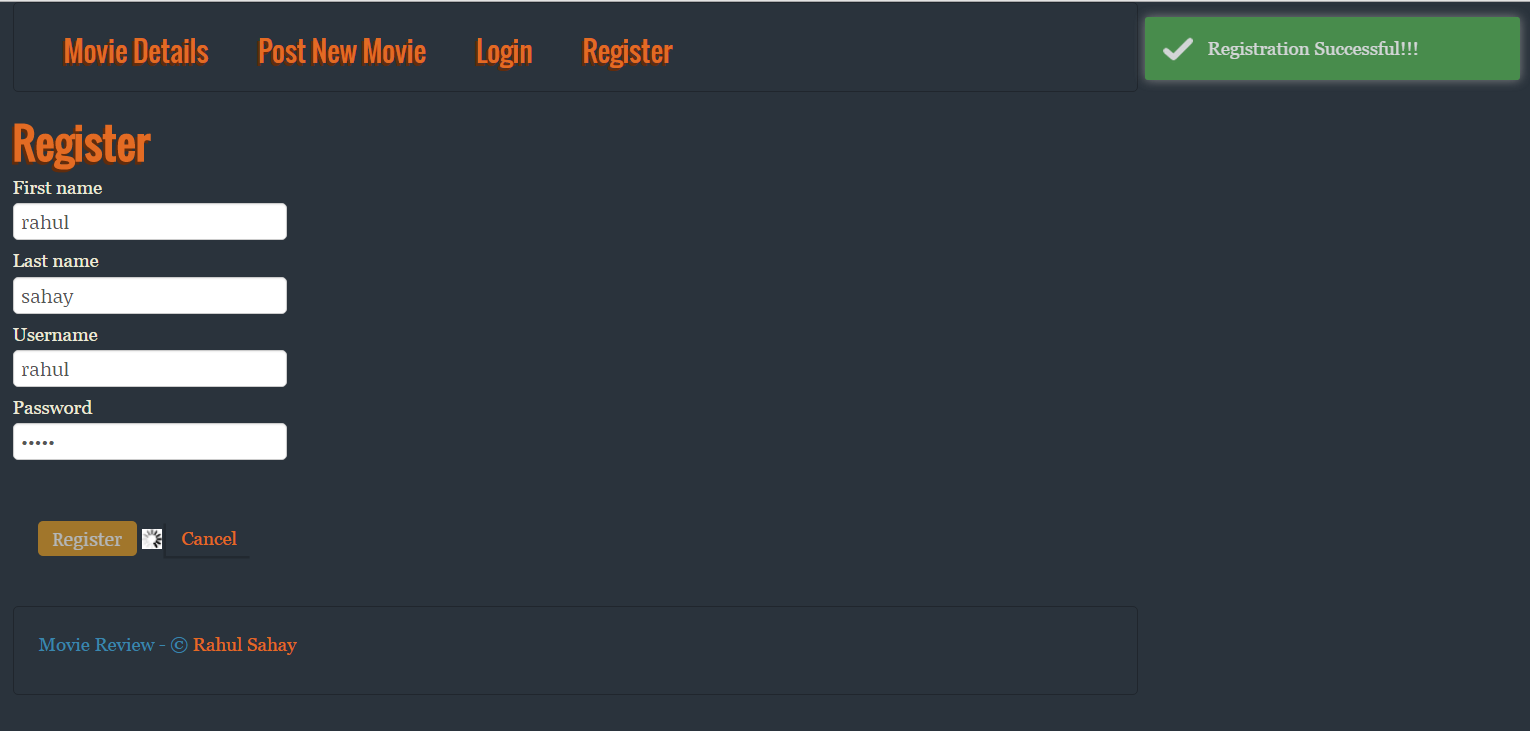 Movie Details Post New Movie Login Register
Registration Successful!!!
Register
First name
rahul
Last name
sahay
Username
rahul
Password
•••••
Register Cancel
Movie Review - © Rahul Sahay